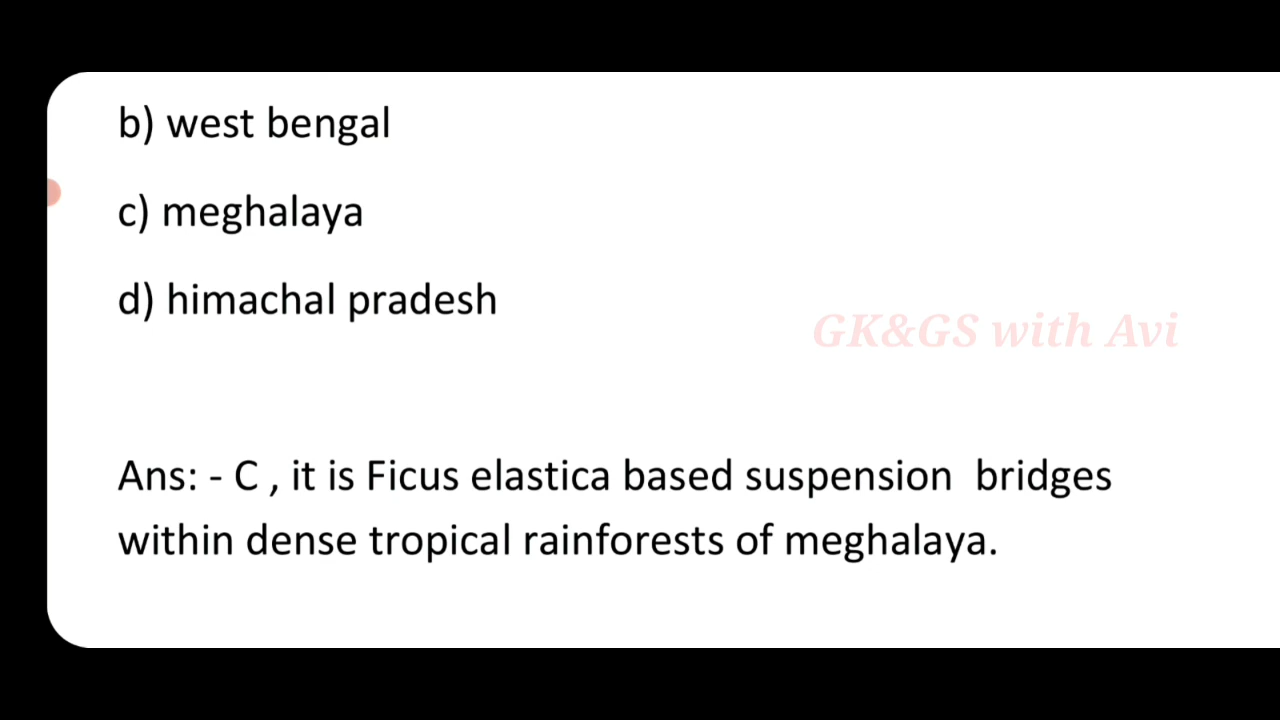 b) west bengal
c) meghalaya
d) himachal pradesh
GK&GS with Avi
Ans: - C , it is Ficus elastica based suspension  bridges
within dense tropical rainforests of meghalaya.